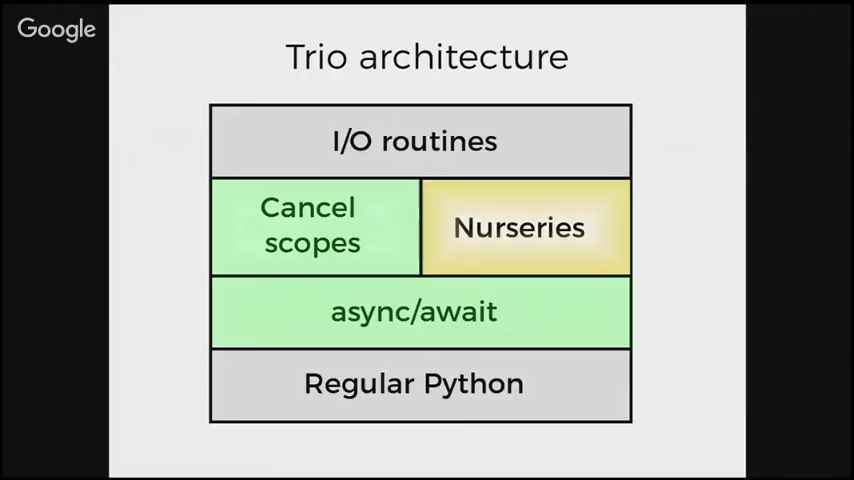 Google
Trio architecture
I/O routines
Cancel
scopes
Nurseries
async/await
Regular Python